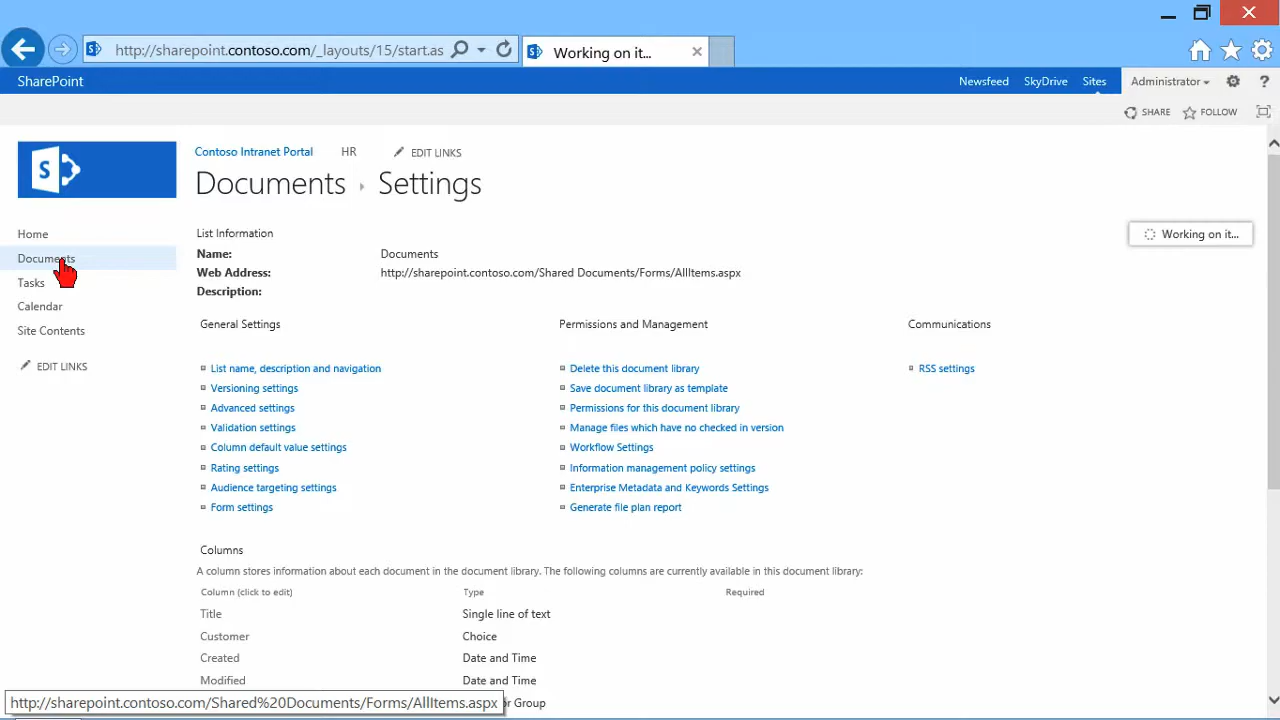 http://sharepoint.contoso.com/_layouts/15/start.as
Working on it...
SharePoint
Newsfeed
SkyDrive
Sites
Administrator
?
SHARE
FOLLOW
S
Contoso Intranet Portal
HR
EDIT LINKS
Documents
Settings
Home
Documents
Tasks
Calendar
Site Contents
EDIT LINKS
List Information
Working on it...
Name:
Documents
Web Address:
http://sharepoint.contoso.com/Shared Documents/Forms/AllItems.aspx
Description:
General Settings
List name, description and navigation
Versioning settings
Advanced settings
Validation settings
Column default value settings
Rating settings
Audience targeting settings
Form settings
Permissions and Management
Delete this document library
Save document library as template
Permissions for this document library
Manage files which have no checked in version
Workflow Settings
Information management policy settings
Enterprise Metadata and Keywords Settings
Generate file plan report
Communications
RSS settings
Columns
A column stores information about each document in the document library. The following columns are currently available in this document library:
Column (click to edit)
Type
Required
Title
Single line of text
Customer
Choice
Created
Date and Time
Modified
Date and Time
Group
http://sharepoint.contoso.com/Shared%20Documents/Forms/AllItems.aspx